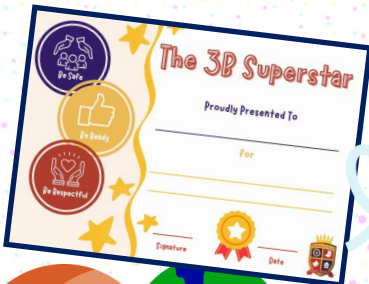 The 3B Superstar
Be Safe
Be Ready
Be Respectful
Proudly Presented To
for
Signature
Date